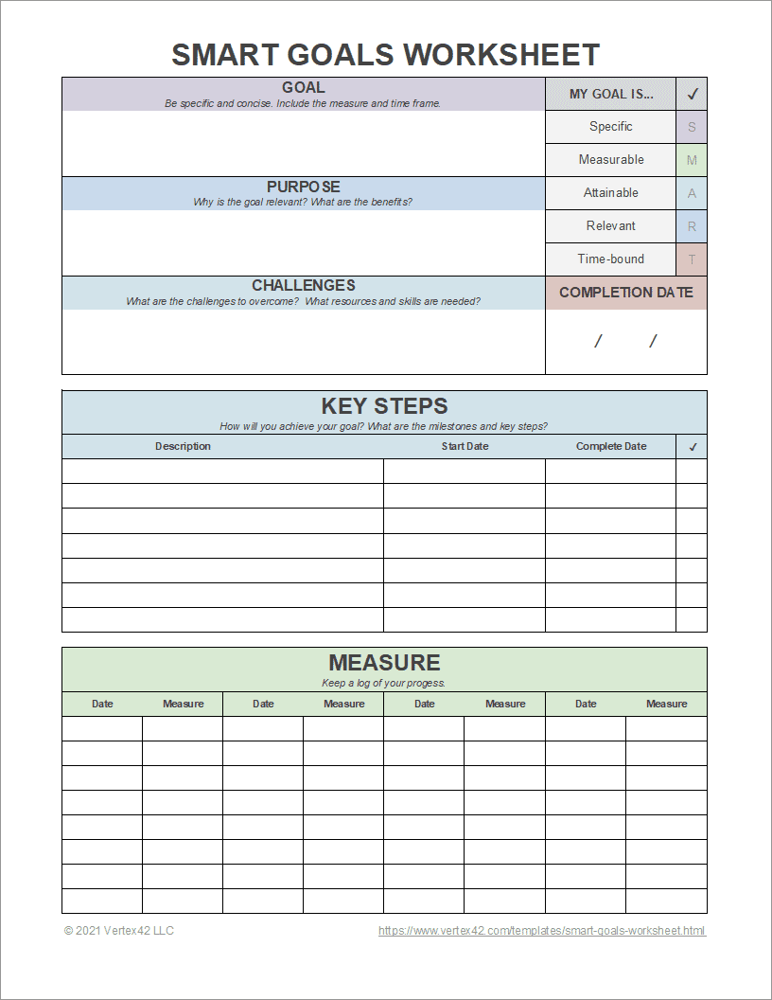 SMART GOALS WORKSHEET
GOAL
Be specific and concise. Include the measure and time frame.
MY GOAL IS... ✓
Specific S
Measurable M
PURPOSE
Why is the goal relevant? What are the benefits?
Attainable A
Relevant R
Time-bound T
CHALLENGES
What are the challenges to overcome? What resources and skills are needed?
COMPLETION DATE
/ /
KEY STEPS
How will you achieve your goal? What are the milestones and key steps?
Description Start Date Complete Date ✓
MEASURE
Keep a log of your progess.
Date Measure Date Measure Date Measure Date Measure
© 2021 Vertex42 LLC https://www.vertex42.com/templates/smart-goals-worksheet.html